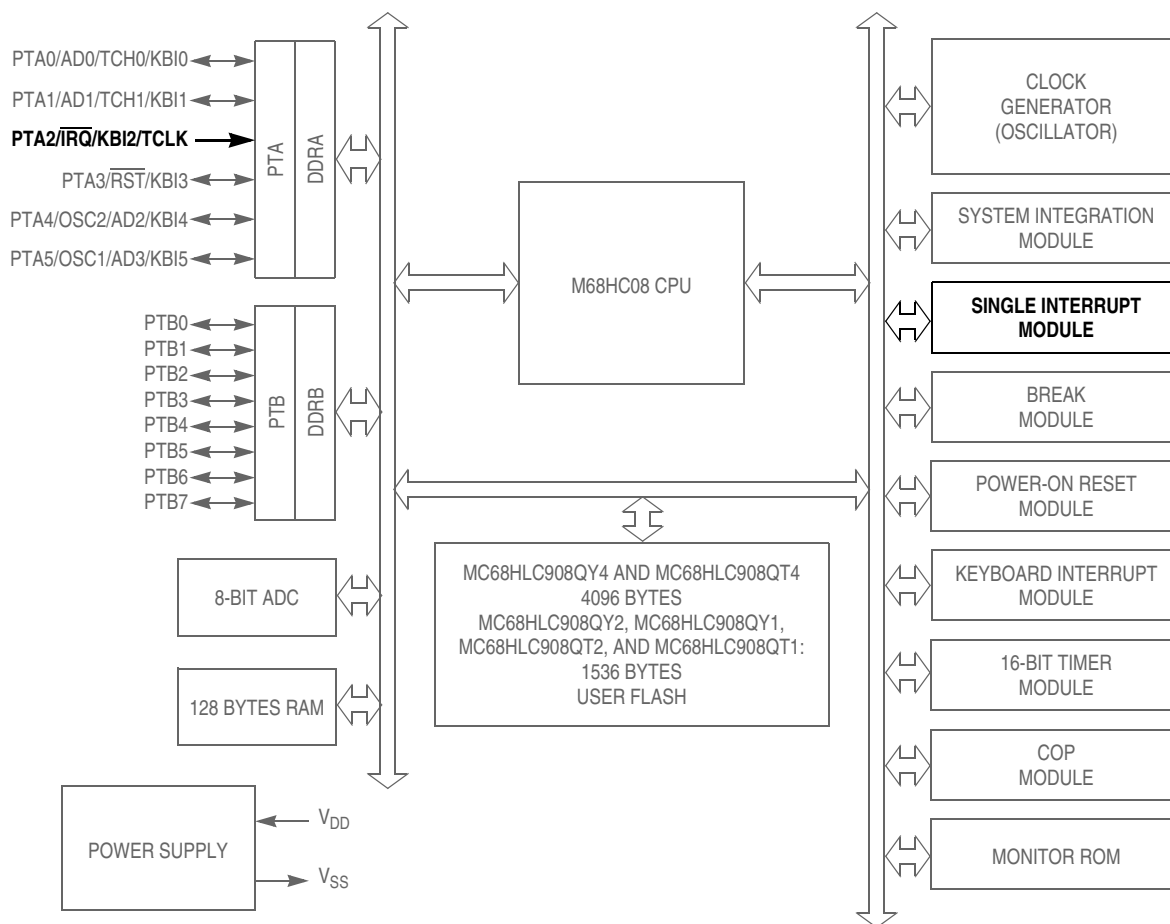 PTA0/AD0/TCH0/KBI0
PTA1/AD1/TCH1/KBI1
PTA2/IRQ/KBI2/TCLK
PTA3/RST/KBI3
PTA4/OSC2/AD2/KBI4
PTA5/OSC1/AD3/KBI5
PTA
DDRA
PTB0
PTB1
PTB2
PTB3
PTB4
PTB5
PTB6
PTB7
PTB
DDRB
8-BIT ADC
128 BYTES RAM
POWER SUPPLY
VDD
VSS
M68HC08 CPU
MC68HLC908QY4 AND MC68HLC908QT4
4096 BYTES
MC68HLC908QY2, MC68HLC908QY1,
MC68HLC908QT2, AND MC68HLC908QT1:
1536 BYTES
USER FLASH
CLOCK
GENERATOR
(OSCILLATOR)
SYSTEM INTEGRATION
MODULE
SINGLE INTERRUPT
MODULE
BREAK
MODULE
POWER-ON RESET
MODULE
KEYBOARD INTERRUPT
MODULE
16-BIT TIMER
MODULE
COP
MODULE
MONITOR ROM